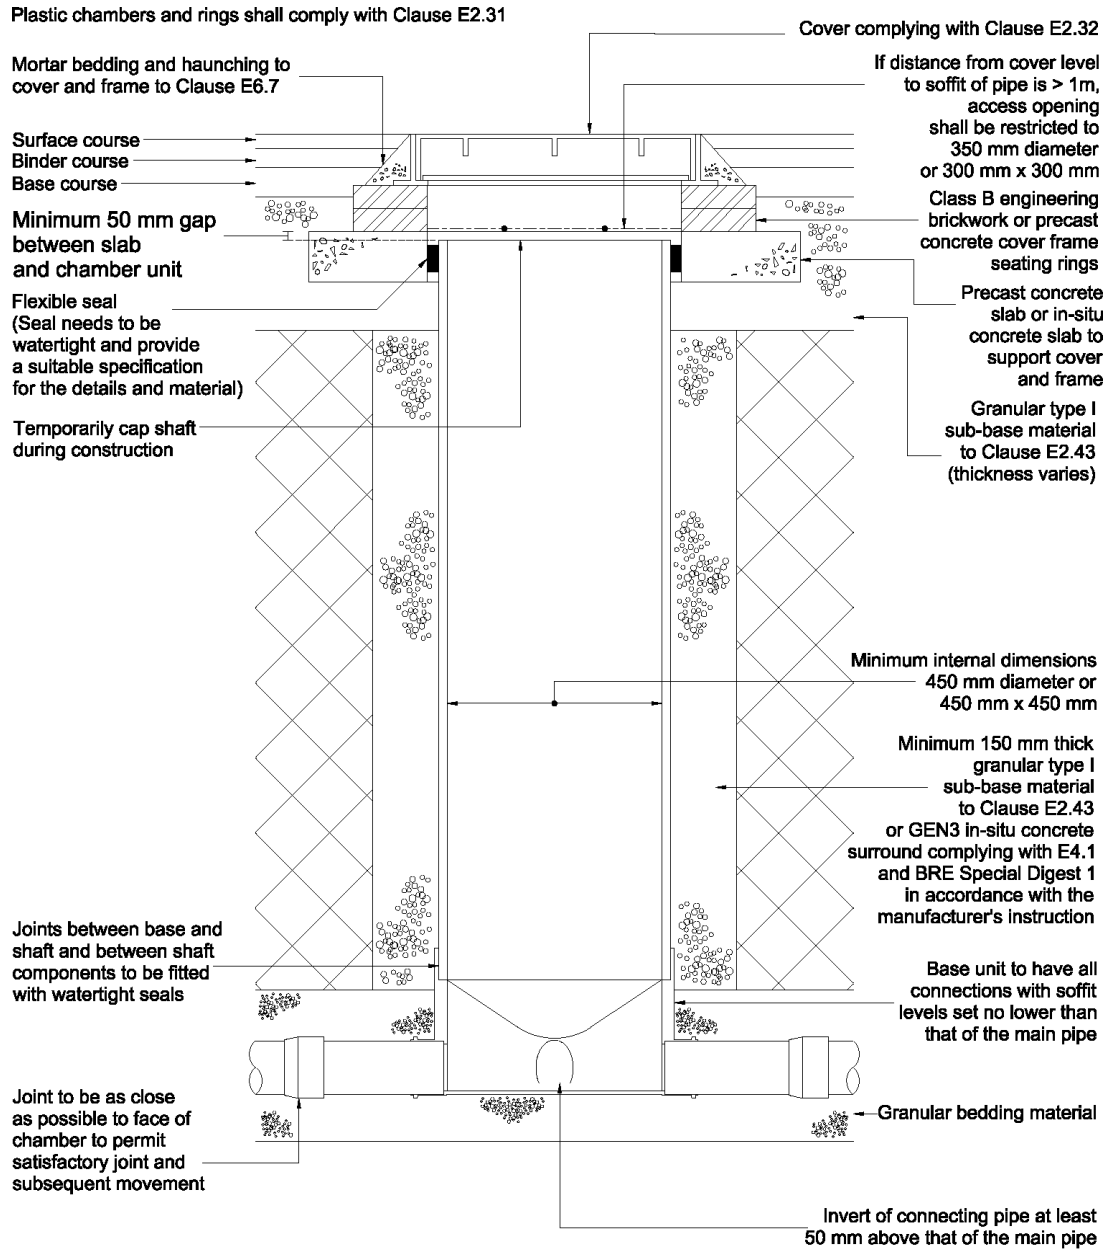 Plastic chambers and rings shall comply with Clause E2.31
Cover complying with Clause E2.32
Mortar bedding and haunching to
cover and frame to Clause E6.7
If distance from cover level
to soffit of pipe is > 1m,
access opening
shall be restricted to
350 mm diameter
or 300 mm x 300 mm
Surface course
Binder course
Base course
Class B engineering
brickwork or precast
concrete cover frame
seating rings
Minimum 50 mm gap
between slab
and chamber unit
Flexible seal
(Seal needs to be
watertight and provide
a suitable specification
for the details and material)
Precast concrete
slab or in-situ
concrete slab to
support cover
and frame
Temporarily cap shaft
during construction
Granular type I
sub-base material
to Clause E2.43
(thickness varies)
Minimum internal dimensions
450 mm diameter or
450 mm x 450 mm
Minimum 150 mm thick
granular type I
sub-base material
to Clause E2.43
or GEN3 in-situ concrete
surround complying with E4.1
and BRE Special Digest 1
in accordance with the
manufacturer's instruction
Joints between base and
shaft and between shaft
components to be fitted
with watertight seals
Base unit to have all
connections with soffit
levels set no lower than
that of the main pipe
Joint to be as close
as possible to face of
chamber to permit
satisfactory joint and
subsequent movement
Granular bedding material
Invert of connecting pipe at least
50 mm above that of the main pipe